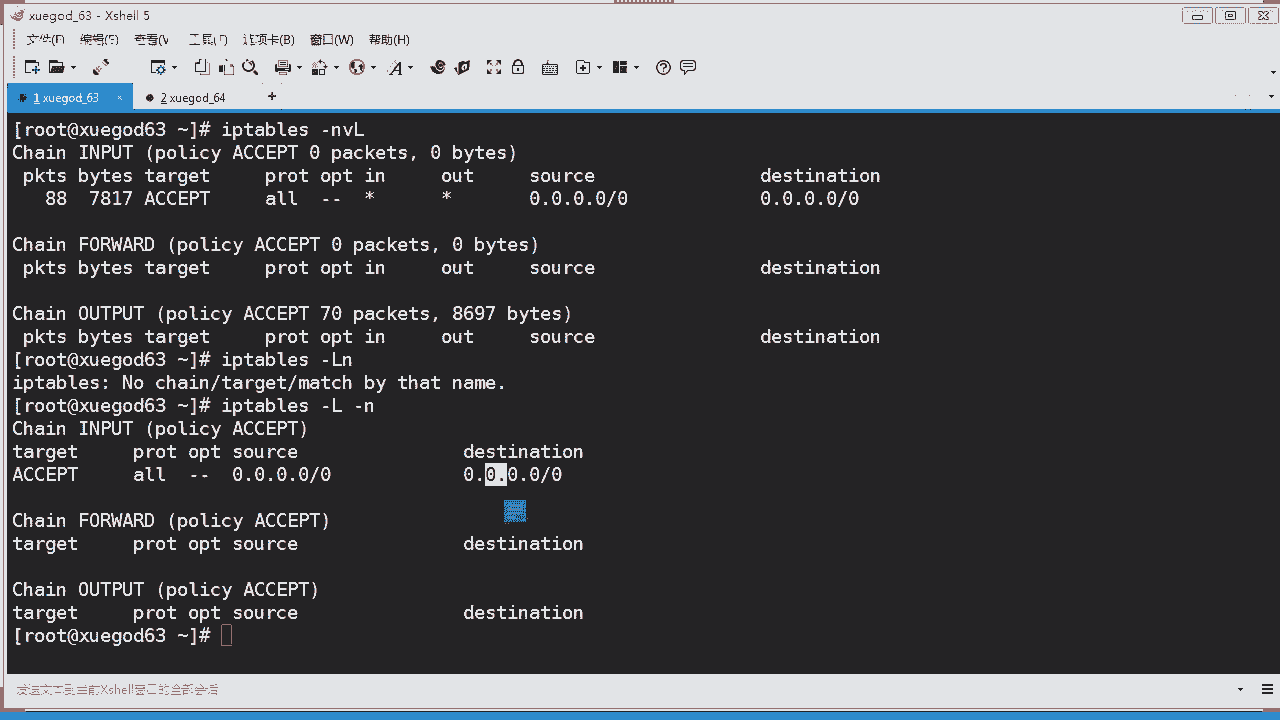 xuegod_63 - Xshell 5
文件(F) 编辑(E) 查看(V) 工具(T) 选项卡(B) 窗口(W) 帮助(H)
1 xuegod_63 × 2 xuegod_64 +
[root@xuegod63 ~]# iptables -nvL
Chain INPUT (policy ACCEPT 0 packets, 0 bytes)
pkts bytes target prot opt in out source destination
88 7817 ACCEPT all -- * * 0.0.0.0/0 0.0.0.0/0
Chain FORWARD (policy ACCEPT 0 packets, 0 bytes)
pkts bytes target prot opt in out source destination
Chain OUTPUT (policy ACCEPT 70 packets, 8697 bytes)
pkts bytes target prot opt in out source destination
[root@xuegod63 ~]# iptables -Ln
iptables: No chain/target/match by that name.
[root@xuegod63 ~]# iptables -L -n
Chain INPUT (policy ACCEPT)
target prot opt source destination
ACCEPT all -- 0.0.0.0/0 0.0.0.0/0
Chain FORWARD (policy ACCEPT)
target prot opt source destination
Chain OUTPUT (policy ACCEPT)
target prot opt source destination
[root@xuegod63 ~]#
发送文本到当前Xshell窗口的全部会话